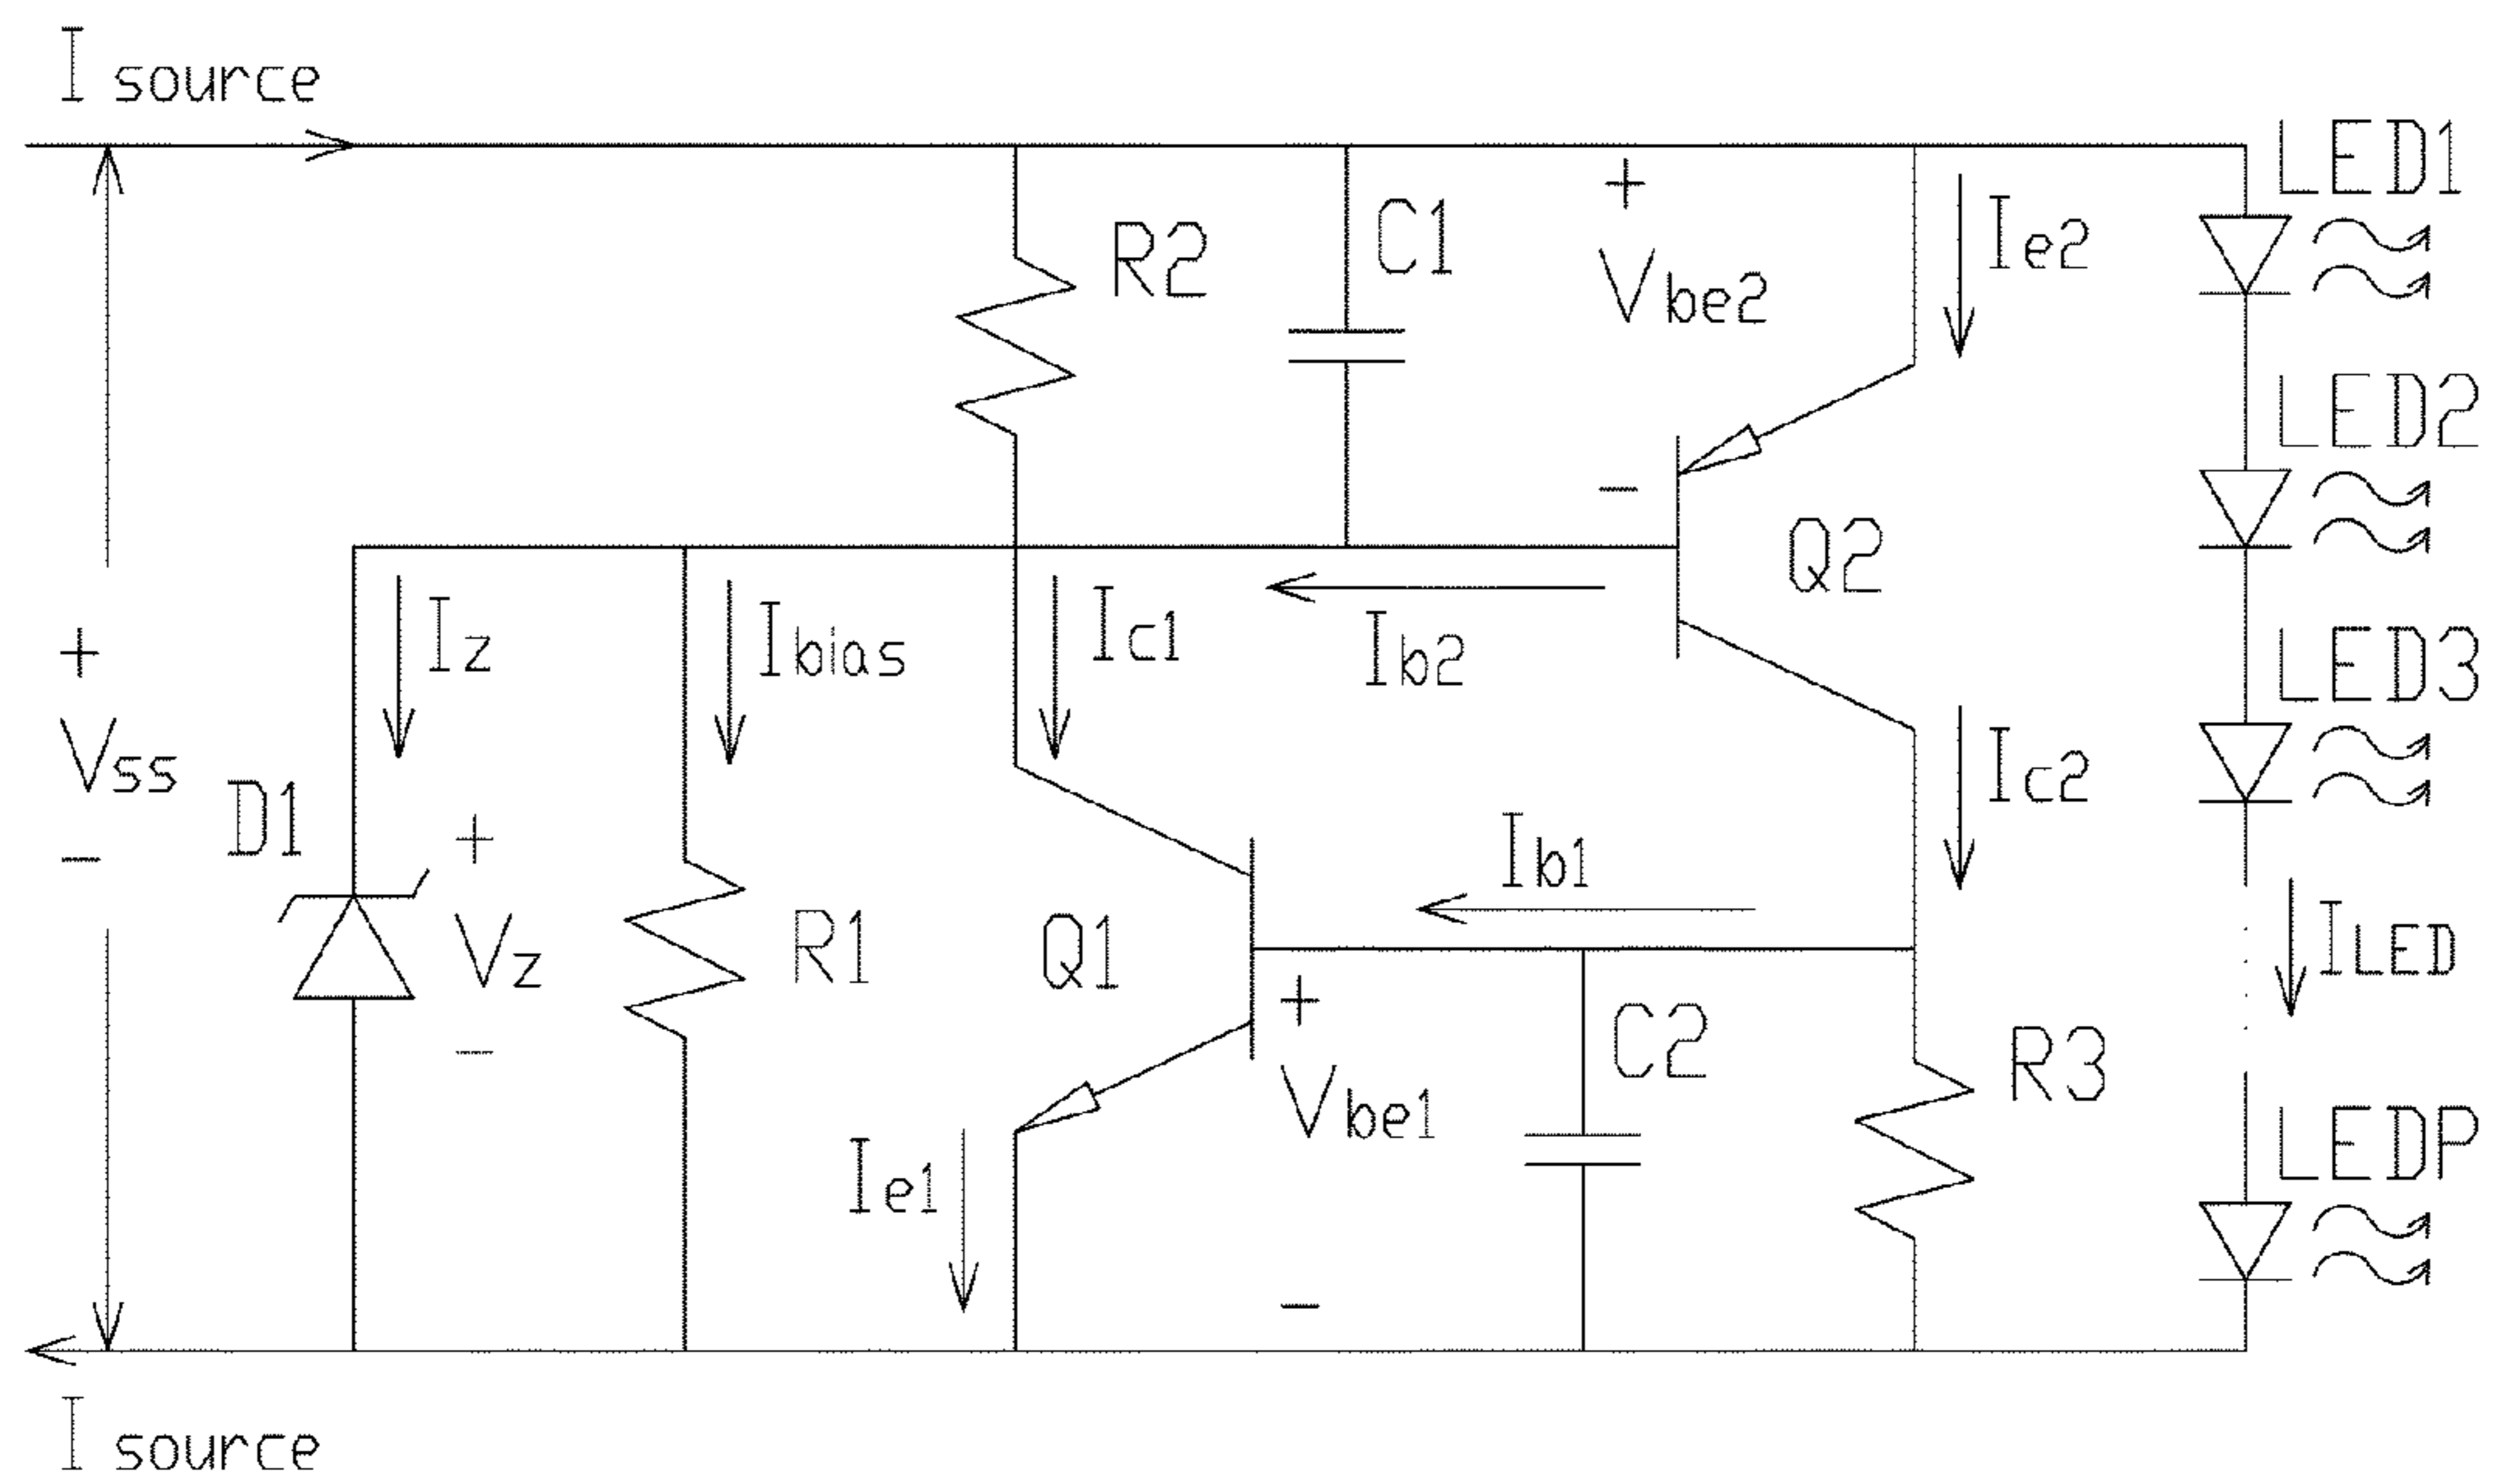 I source
LED1
R2
C1
+
Vbe2
-
Ie2
LED2
Q2
Iz
Ibias
Ic1
Ib2
LED3
+
Vss
-
D1
+
Vz
-
R1
Q1
Ib1
Ic2
ILED
+
Vbe1
-
C2
R3
LEDP
Ie1
I source